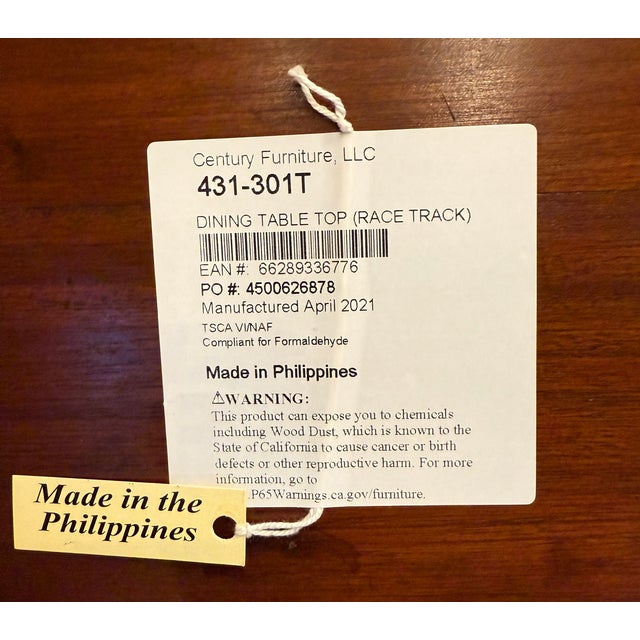 Century Furniture, LLC
431-301T
DINING TABLE TOP (RACE TRACK)
EAN #: 66289336776
PO #: 4500626878
Manufactured April 2021
TSCA VI/NAF
Compliant for Formaldehyde
Made in Philippines
⚠WARNING:
This product can expose you to chemicals
including Wood Dust, which is known to the
State of California to cause cancer or birth
defects or other reproductive harm. For more
information, go to
.P65Warnings.ca.gov/furniture.
Made in the
Philippines